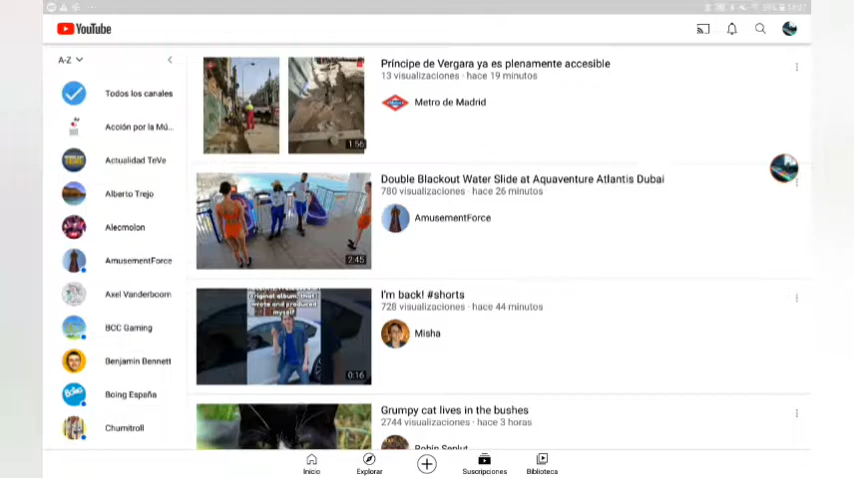 YouTube
A-Z
Todos los canales
Acción por la Mú...
Actualidad TeVe
Alberto Trejo
Alecmolon
AmusementForce
Axel Vanderboom
BCC Gaming
Benjamin Bennett
Boing España
Chumitroll
1:56
Príncipe de Vergara ya es plenamente accesible
13 visualizaciones · hace 19 minutos
Metro de Madrid
2:45
Double Blackout Water Slide at Aquaventure Atlantis Dubai
780 visualizaciones · hace 26 minutos
AmusementForce
original album, that I
wrote and produced
myself
0:16
I'm back! #shorts
728 visualizaciones · hace 44 minutos
Misha
Grumpy cat lives in the bushes
2744 visualizaciones · hace 3 horas
Robin Seplut
Inicio
Explorar
Suscripciones
Biblioteca